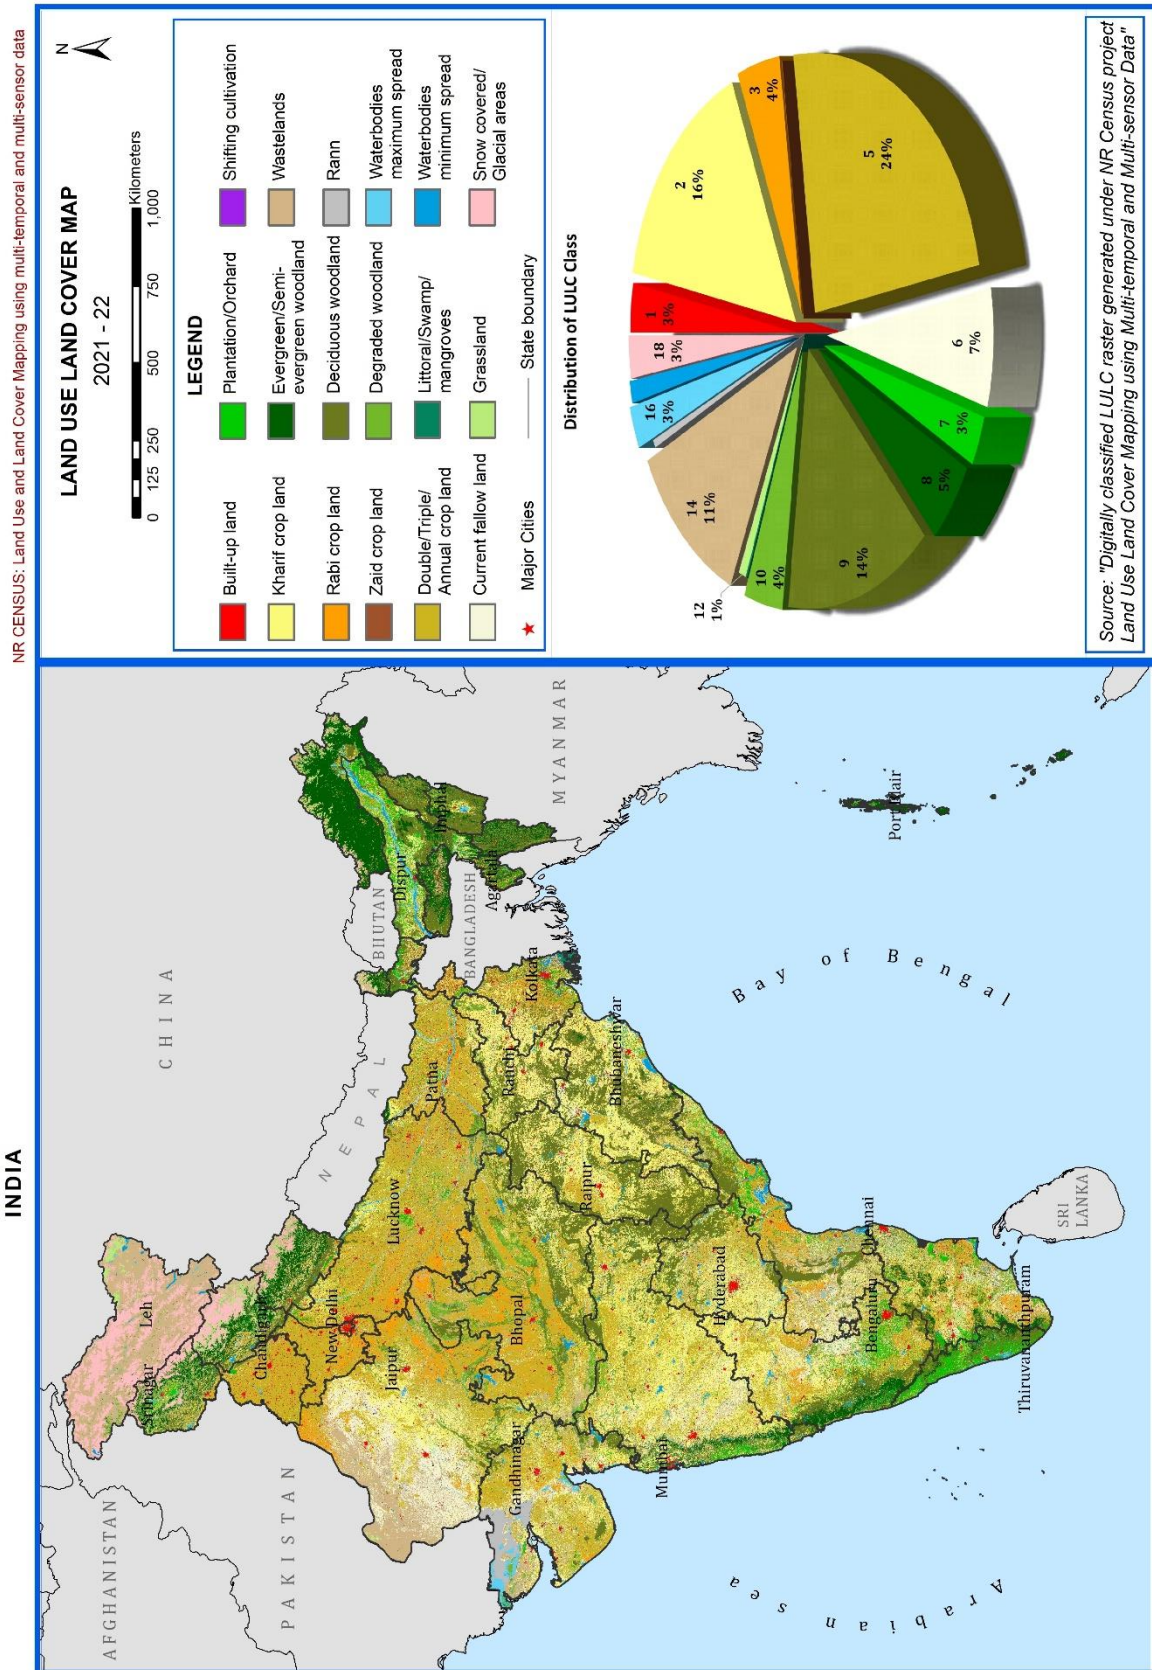 NR CENSUS: Land Use and Land Cover Mapping using multi-temporal and multi-sensor data
INDIA
CHINA
AFGHANISTAN
PAKISTAN
NEPAL
BHUTAN
BANGLADESH
MYANMAR
SRI
LANKA
Arabian sea
Bay of Bengal
Leh
Srinagar
Chandigarh
New Delhi
Jaipur
Lucknow
Patna
Dispur
Imphal
Agartala
Gandhinagar
Bhopal
Ranchi
Kolkata
Raipur
Bhubaneshwar
Mumbai
Hyderabad
Bengaluru
Chennai
Thiruvananthpuram
Port Blair
LAND USE LAND COVER MAP
2021 - 22
N
0 125 250 500 750 1,000
Kilometers
LEGEND
Built-up land
Kharif crop land
Rabi crop land
Zaid crop land
Double/Triple/
Annual crop land
Current fallow land
Major Cities
Plantation/Orchard
Evergreen/Semi-
evergreen woodland
Deciduous woodland
Degraded woodland
Littoral/Swamp/
mangroves
Grassland
State boundary
Shifting cultivation
Wastelands
Rann
Waterbodies
maximum spread
Waterbodies
minimum spread
Snow covered/
Glacial areas
Distribution of LULC Class
1
3%
2
16%
3
4%
5
24%
6
7%
7
3%
8
5%
9
14%
10
4%
12
1%
14
11%
16
3%
18
3%
Source: "Digitally classified LULC raster generated under NR Census project
Land Use Land Cover Mapping using Multi-temporal and Multi-sensor Data"